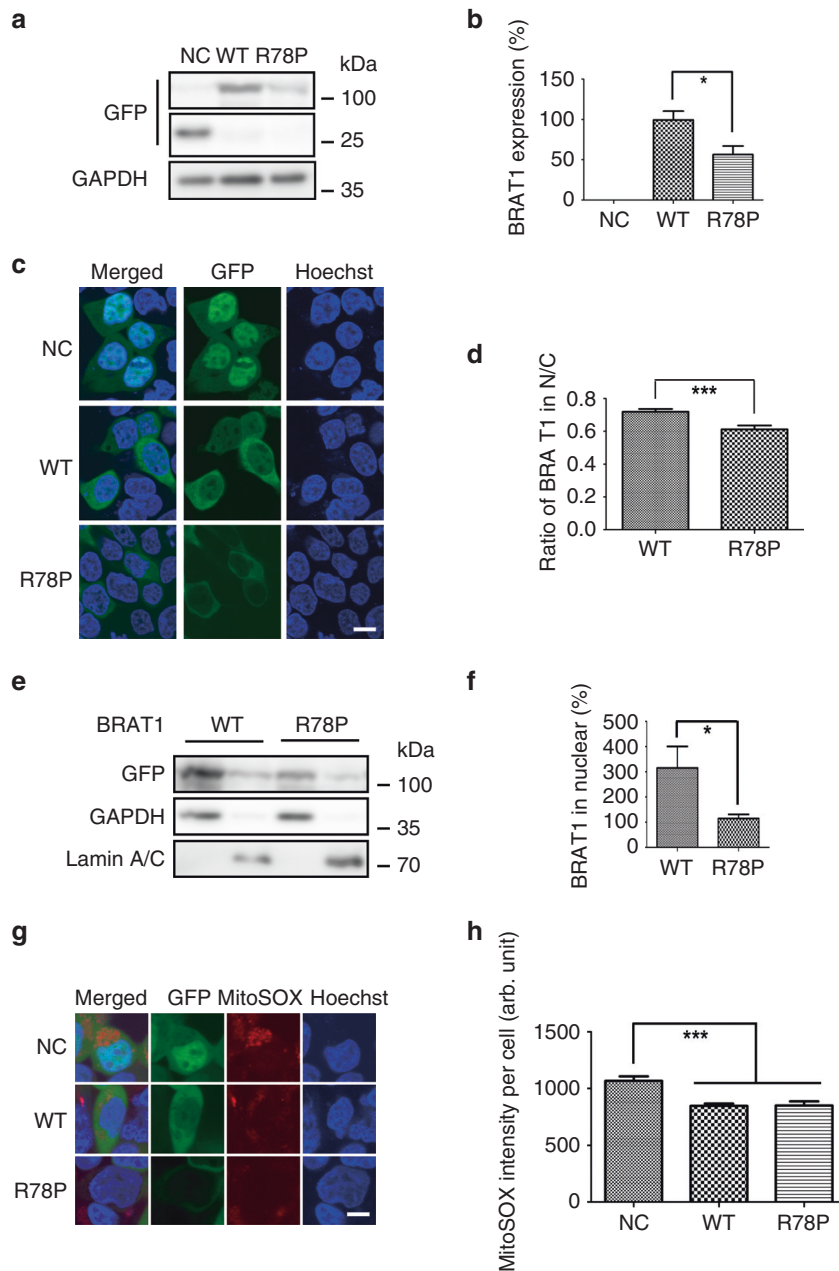 a
NC WT R78P
kDa
GFP
100
25
GAPDH
35
b
BRAT1 expression (%)
150
100
50
0
*
NC WT R78P
c
Merged GFP Hoechst
NC
WT
R78P
d
Ratio of BRA T1 in N/C
0.8
0.6
0.4
0.2
0.0
***
WT R78P
e
BRAT1 WT R78P
kDa
GFP
100
GAPDH
35
Lamin A/C
70
f
BRAT1 in nuclear (%)
500
400
300
200
100
0
*
WT R78P
g
Merged GFP MitoSOX Hoechst
NC
WT
R78P
h
MitoSOX intensity per cell (arb. unit)
1500
1000
500
0
***
NC WT R78P